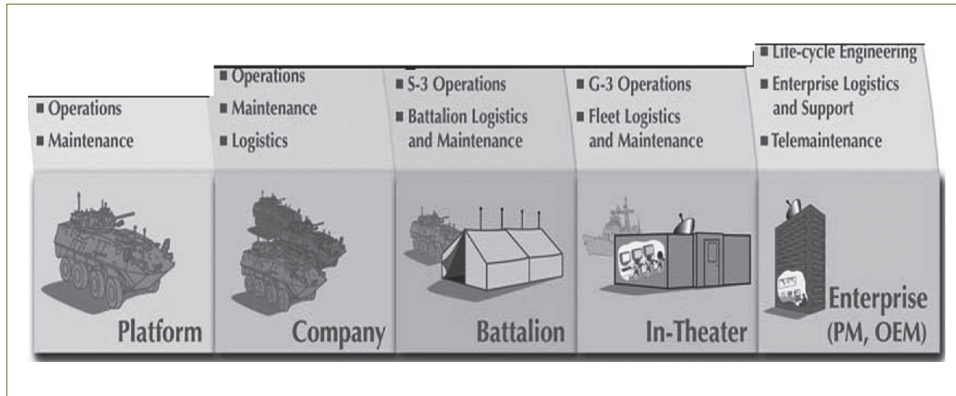 ■ Operations
■ Maintenance
Platform
■ Operations
■ Maintenance
■ Logistics
Company
■ S-3 Operations
■ Battalion Logistics
and Maintenance
Battalion
■ G-3 Operations
■ Fleet Logistics
and Maintenance
In-Theater
■ Life-cycle Engineering
■ Enterprise Logistics
and Support
■ Telemaintenance
Enterprise
(PM, OEM)